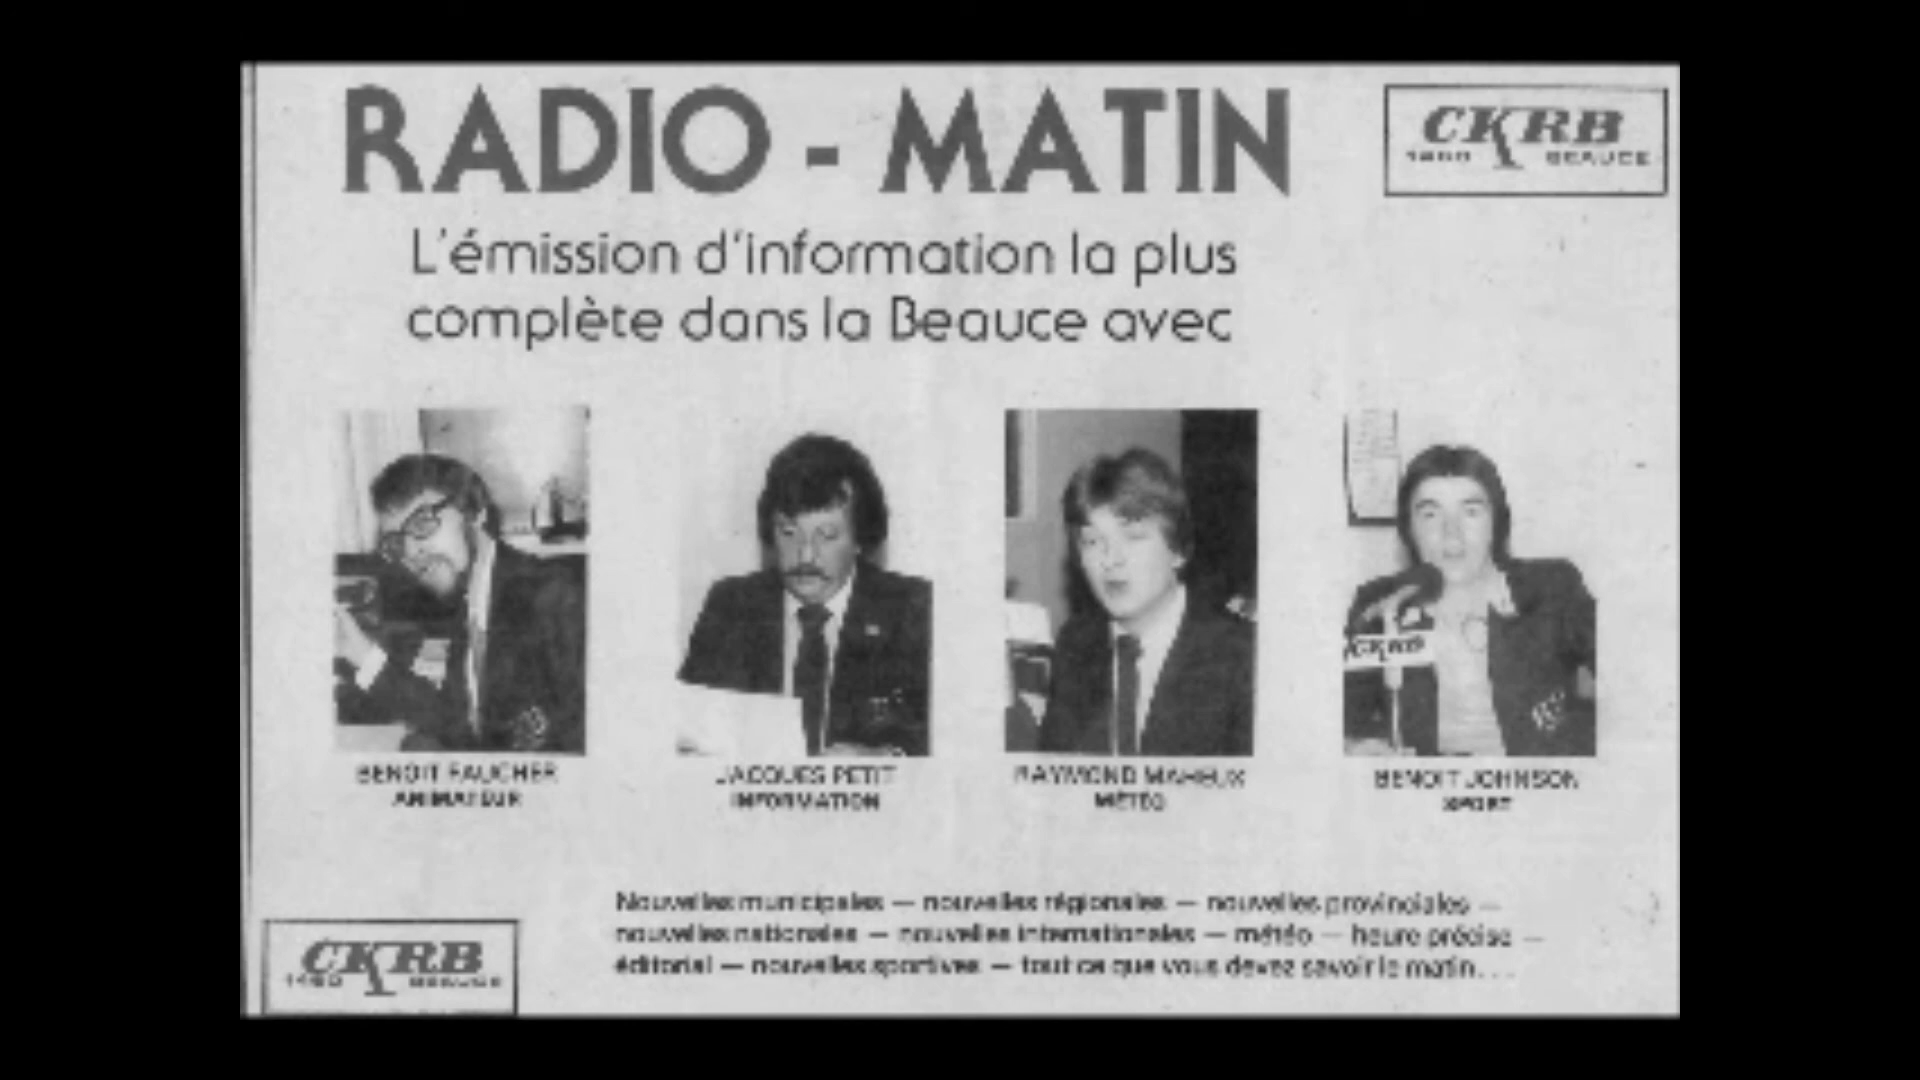 RADIO - MATIN
CKRB
1460 BEAUCE
L'émission d'information la plus
complète dans la Beauce avec
CKRB
BENOIT FAUCHER
ANIMATEUR
JACQUES PETIT
INFORMATION
RAYMOND MAHEUX
MÉTÉO
BENOIT JOHNSON
SPORT
Nouvelles municipales — nouvelles régionales — nouvelles provinciales —
nouvelles nationales — nouvelles internationales — météo — heure précise —
éditorial — nouvelles sportives — tout ce que vous devez savoir le matin...
CKRB
1460 BEAUCE